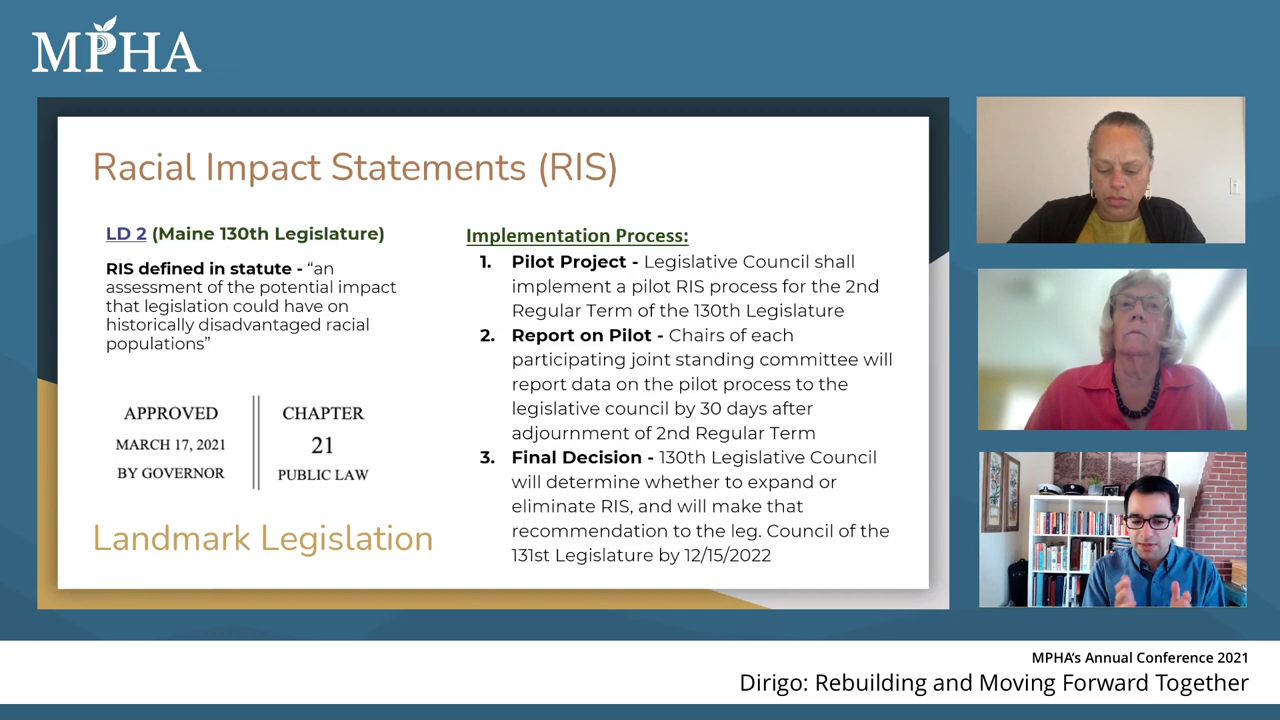 MPHA
Racial Impact Statements (RIS)
LD 2 (Maine 130th Legislature)
RIS defined in statute - “an
assessment of the potential impact
that legislation could have on
historically disadvantaged racial
populations”
APPROVED
MARCH 17, 2021
BY GOVERNOR
CHAPTER
21
PUBLIC LAW
Landmark Legislation
Implementation Process:
1. Pilot Project - Legislative Council shall
implement a pilot RIS process for the 2nd
Regular Term of the 130th Legislature
2. Report on Pilot - Chairs of each
participating joint standing committee will
report data on the pilot process to the
legislative council by 30 days after
adjournment of 2nd Regular Term
3. Final Decision - 130th Legislative Council
will determine whether to expand or
eliminate RIS, and will make that
recommendation to the leg. Council of the
131st Legislature by 12/15/2022
MPHA’s Annual Conference 2021
Dirigo: Rebuilding and Moving Forward Together